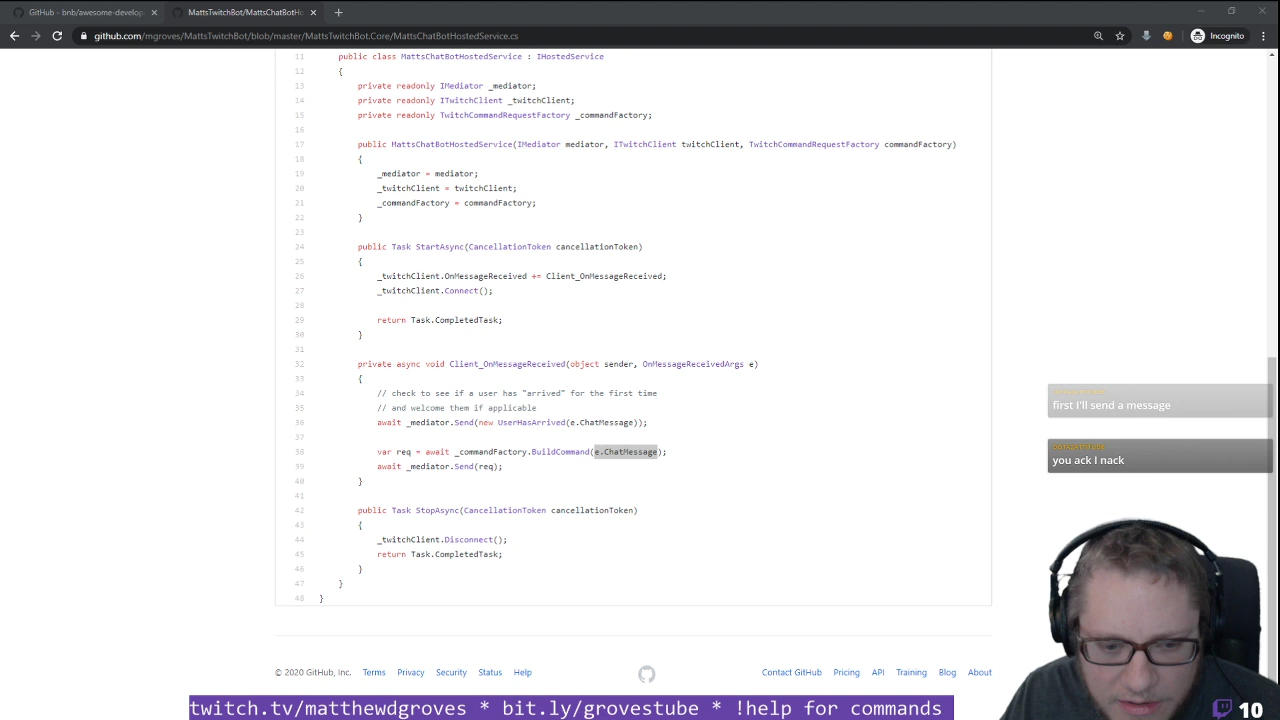 GitHub - bnb/awesome-develop
MattsTwitchBot/MattsChatBotHo
github.com/mgroves/MattsTwitchBot/blob/master/MattsTwitchBot.Core/MattsChatBotHostedService.cs
Incognito
11 public class MattsChatBotHostedService : IHostedService
12 {
13 private readonly IMediator _mediator;
14 private readonly ITwitchClient _twitchClient;
15 private readonly TwitchCommandRequestFactory _commandFactory;
16
17 public MattsChatBotHostedService(IMediator mediator, ITwitchClient twitchClient, TwitchCommandRequestFactory commandFactory)
18 {
19 _mediator = mediator;
20 _twitchClient = twitchClient;
21 _commandFactory = commandFactory;
22 }
23
24 public Task StartAsync(CancellationToken cancellationToken)
25 {
26 _twitchClient.OnMessageReceived += Client_OnMessageReceived;
27 _twitchClient.Connect();
28
29 return Task.CompletedTask;
30 }
31
32 private async void Client_OnMessageReceived(object sender, OnMessageReceivedArgs e)
33 {
34 // check to see if a user has "arrived" for the first time
35 // and welcome them if applicable
36 await _mediator.Send(new UserHasArrived(e.ChatMessage));
37
38 var req = await _commandFactory.BuildCommand(e.ChatMessage);
39 await _mediator.Send(req);
40 }
41
42 public Task StopAsync(CancellationToken cancellationToken)
43 {
44 _twitchClient.Disconnect();
45 return Task.CompletedTask;
46 }
47 }
48 }
first I'll send a message
you ack I nack
© 2020 GitHub, Inc. Terms Privacy Security Status Help
Contact GitHub Pricing API Training Blog About
twitch.tv/matthewdgroves * bit.ly/grovestube * !help for commands
10